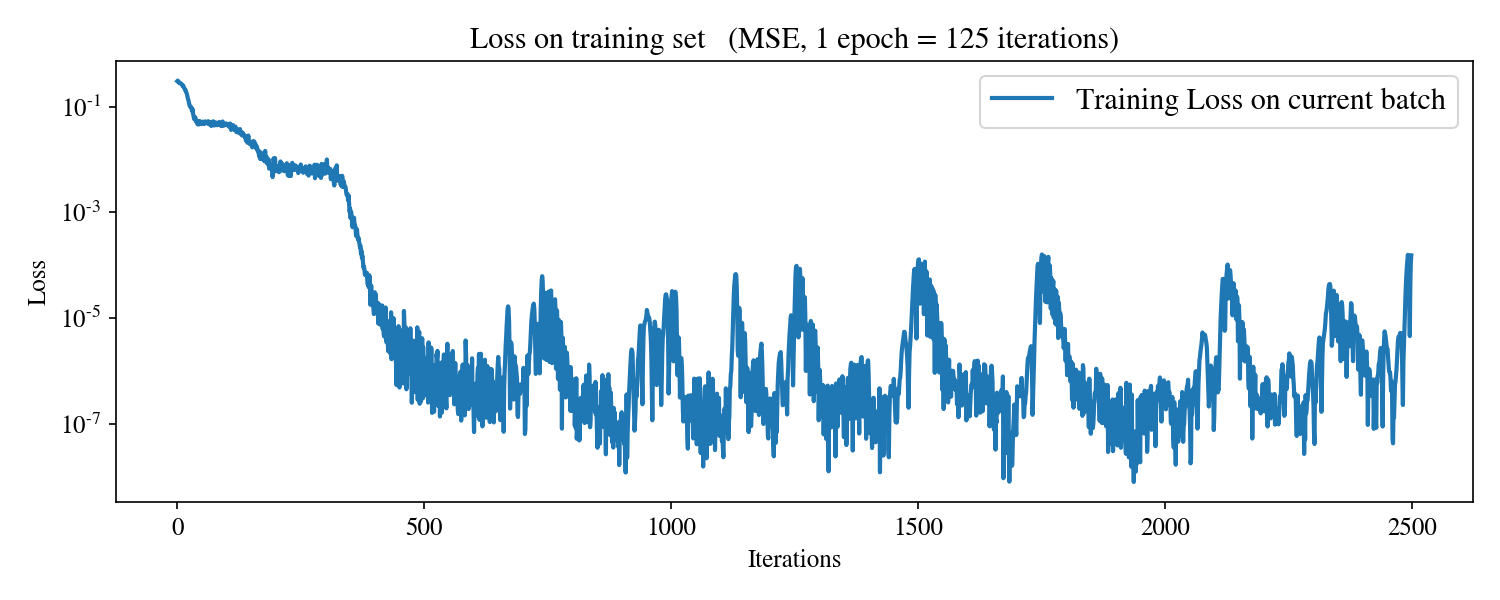 Loss on training set (MSE, 1 epoch = 125 iterations)
Training Loss on current batch
Loss
10⁻¹
10⁻³
10⁻⁵
10⁻⁷
0 500 1000 1500 2000 2500
Iterations